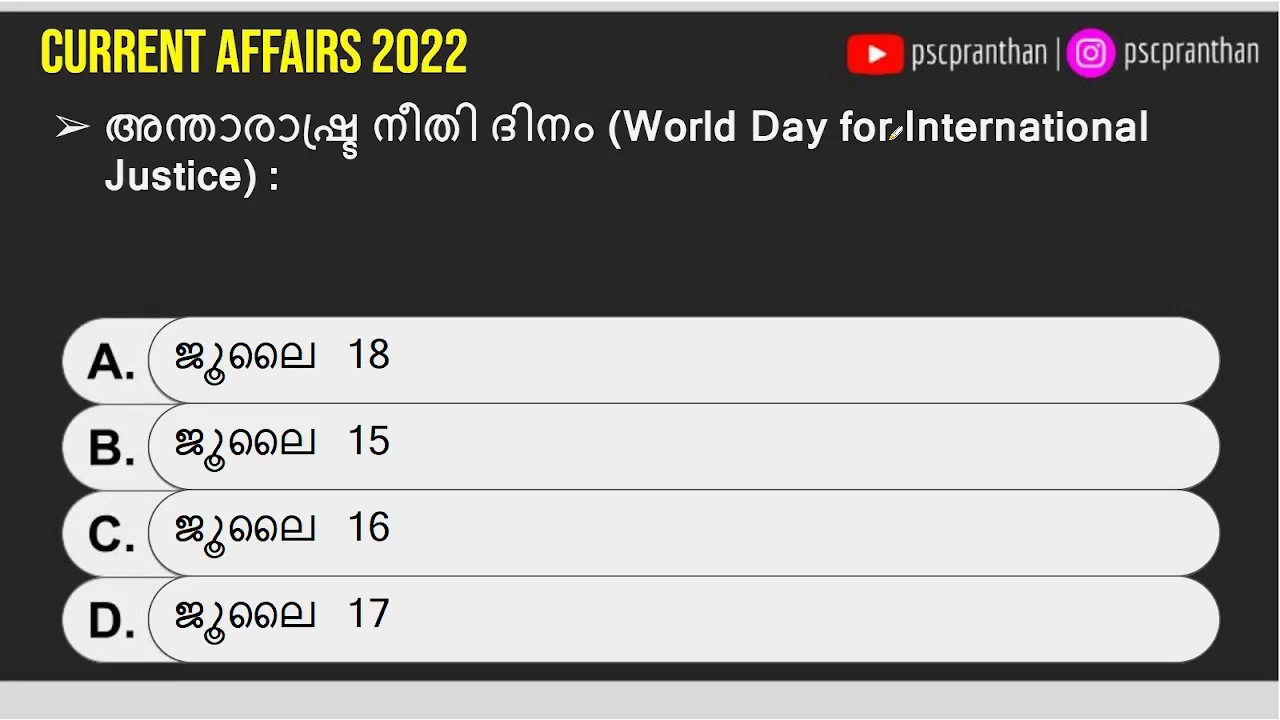 CURRENT AFFAIRS 2022
pscpranthan | pscpranthan
➢ അന്താരാഷ്ട്ര നീതി ദിനം (World Day for International
Justice) :
A. ജൂലൈ 18
B. ജൂലൈ 15
C. ജൂലൈ 16
D. ജൂലൈ 17